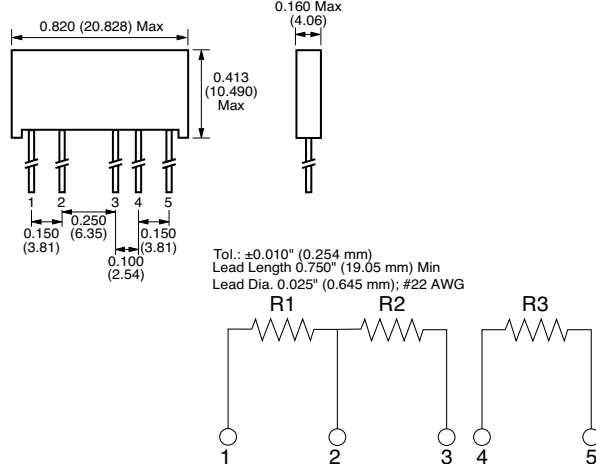 0.820 (20.828) Max
0.160 Max
(4.06)
0.413
(10.490)
Max
1 2 3 4 5
0.150
(3.81)
0.250
(6.35)
0.100
(2.54)
0.150
(3.81)
Tol.: ±0.010" (0.254 mm)
Lead Length 0.750" (19.05 mm) Min
Lead Dia. 0.025" (0.645 mm); #22 AWG
R1 R2 R3
1 2 3 4 5